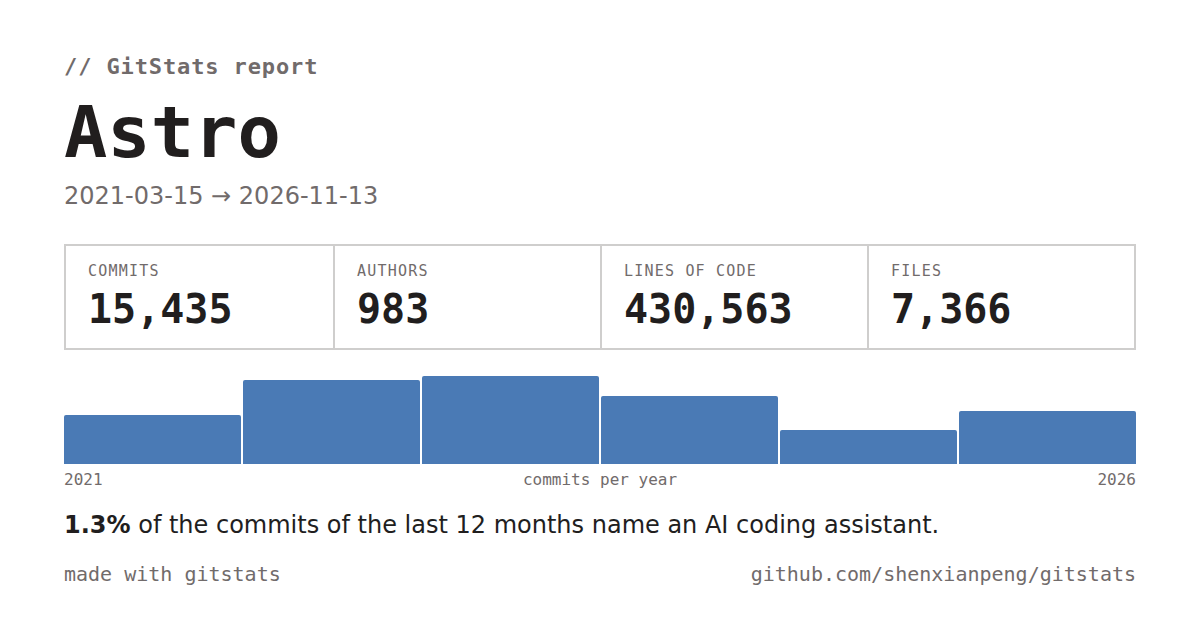 // GitStats report
Astro
2021-03-15 → 2026-11-13
COMMITS
15,435
AUTHORS
983
LINES OF CODE
430,563
FILES
7,366
2021
commits per year
2026
1.3% of the commits of the last 12 months name an AI coding assistant.
made with gitstats
github.com/shenxianpeng/gitstats